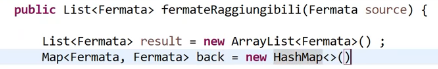 public List<Fermata> fermateRaggiungibili(Fermata source) {
List<Fermata> result = new ArrayList<Fermata>() ;
Map<Fermata, Fermata> back = new HashMap<>()